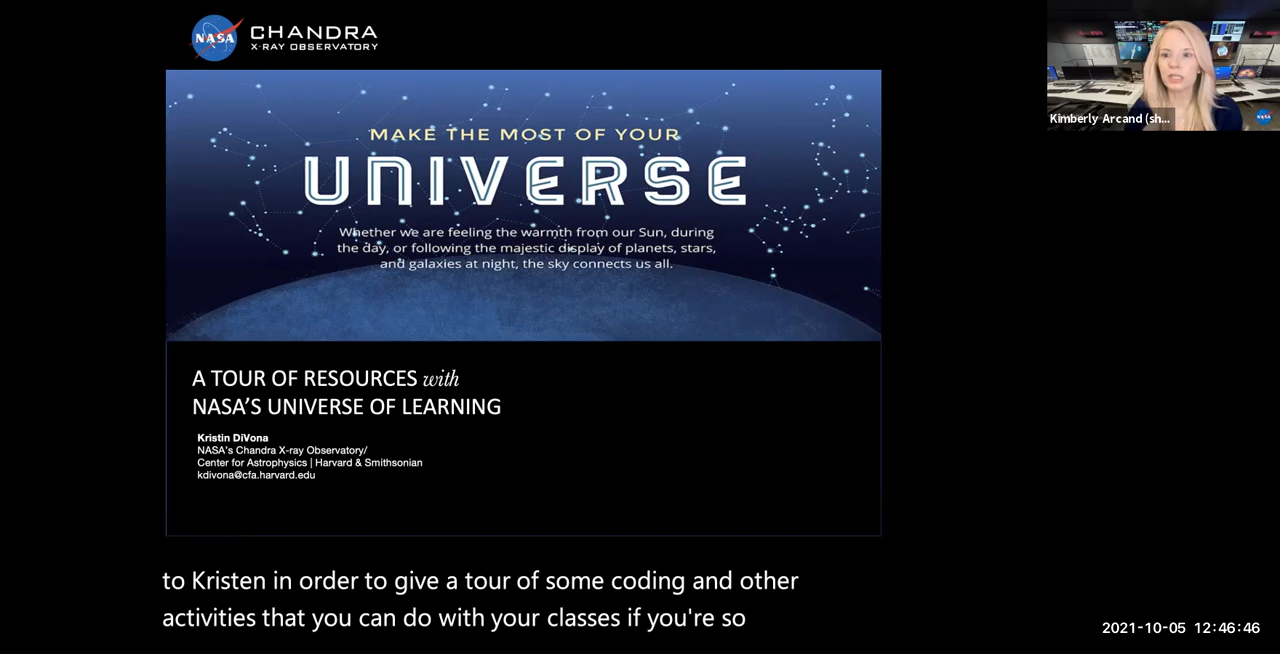 NASA CHANDRA
X-RAY OBSERVATORY
MAKE THE MOST OF YOUR
UNIVERSE
Whether we are feeling the warmth from our Sun, during
the day, or following the majestic display of planets, stars,
and galaxies at night, the sky connects us all.
A TOUR OF RESOURCES with
NASA'S UNIVERSE OF LEARNING
Kristin DiVona
NASA's Chandra X-ray Observatory/
Center for Astrophysics | Harvard & Smithsonian
kdivona@cfa.harvard.edu
Kimberly Arcand (sh...
NASA
to Kristen in order to give a tour of some coding and other
activities that you can do with your classes if you're so
2021-10-05 12:46:46